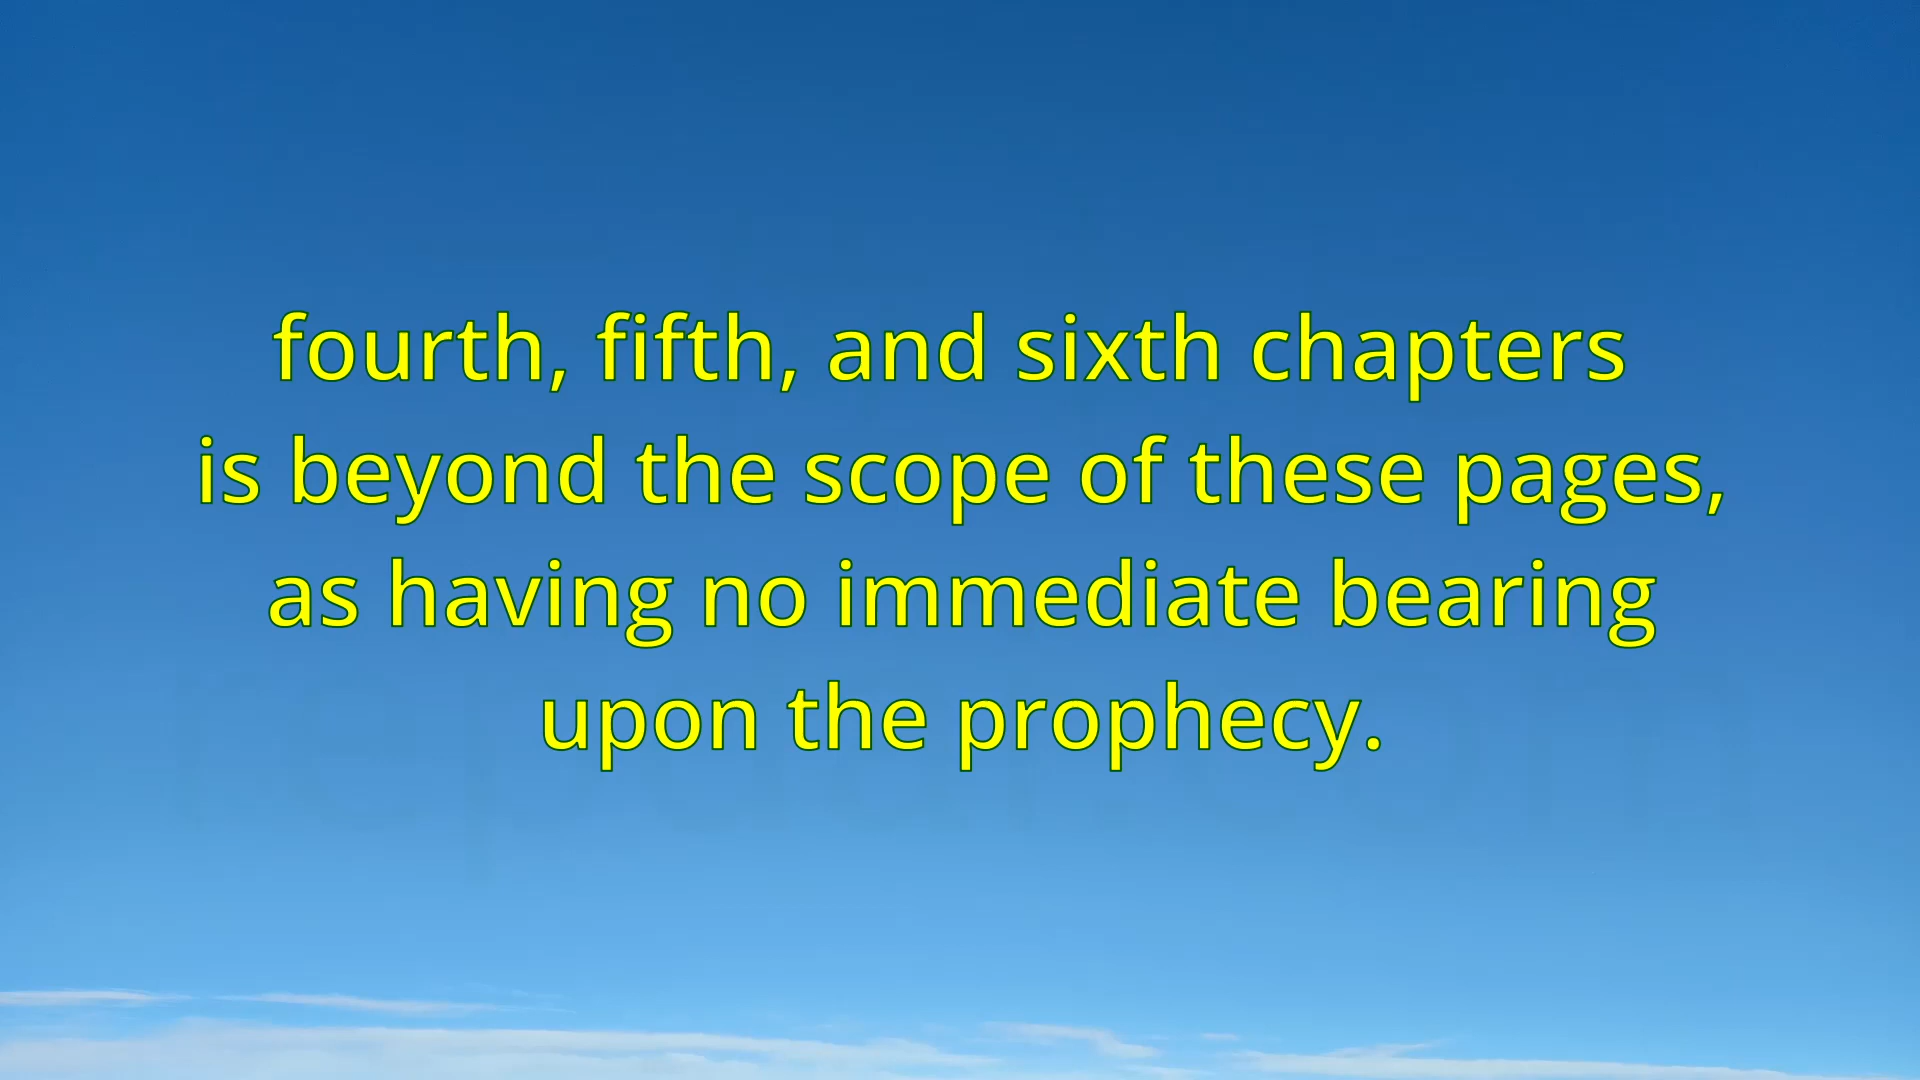 fourth, fifth, and sixth chapters
is beyond the scope of these pages,
as having no immediate bearing
upon the prophecy.